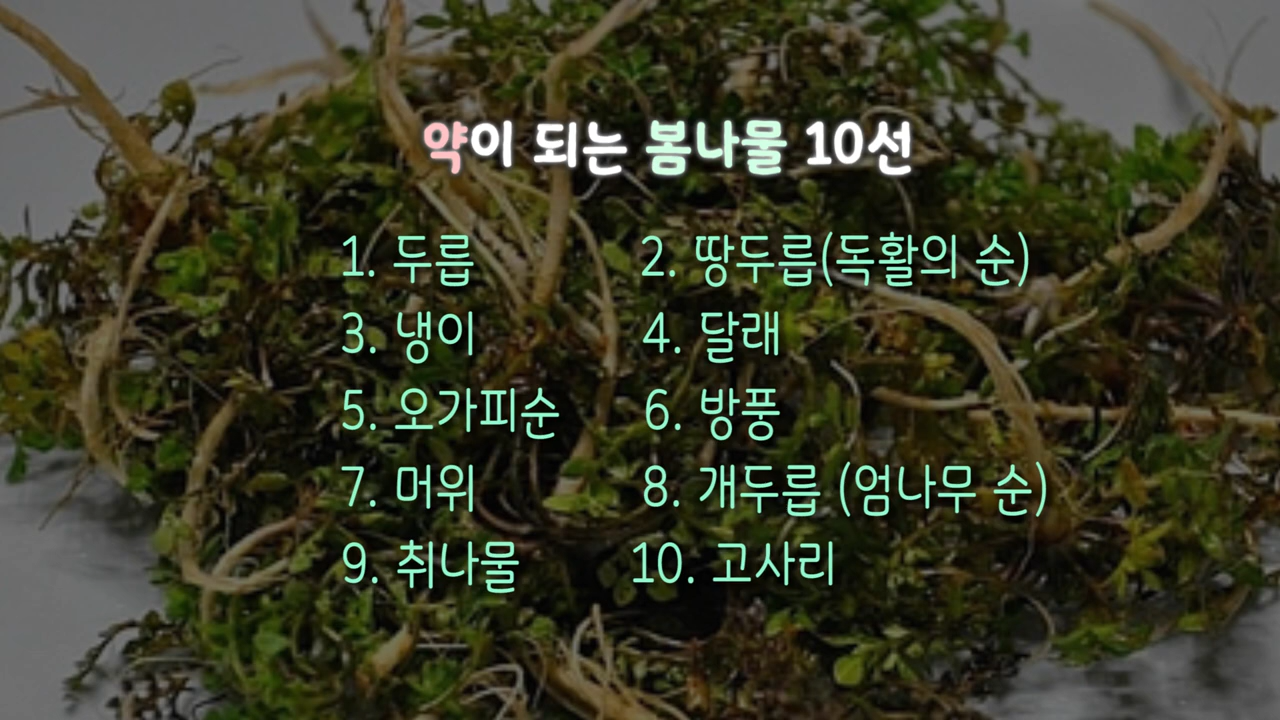 약이 되는 봄나물 10선
1. 두릅 2. 땅두릅(독활의 순)
3. 냉이 4. 달래
5. 오가피순 6. 방풍
7. 머위 8. 개두릅 (엄나무 순)
9. 취나물 10. 고사리